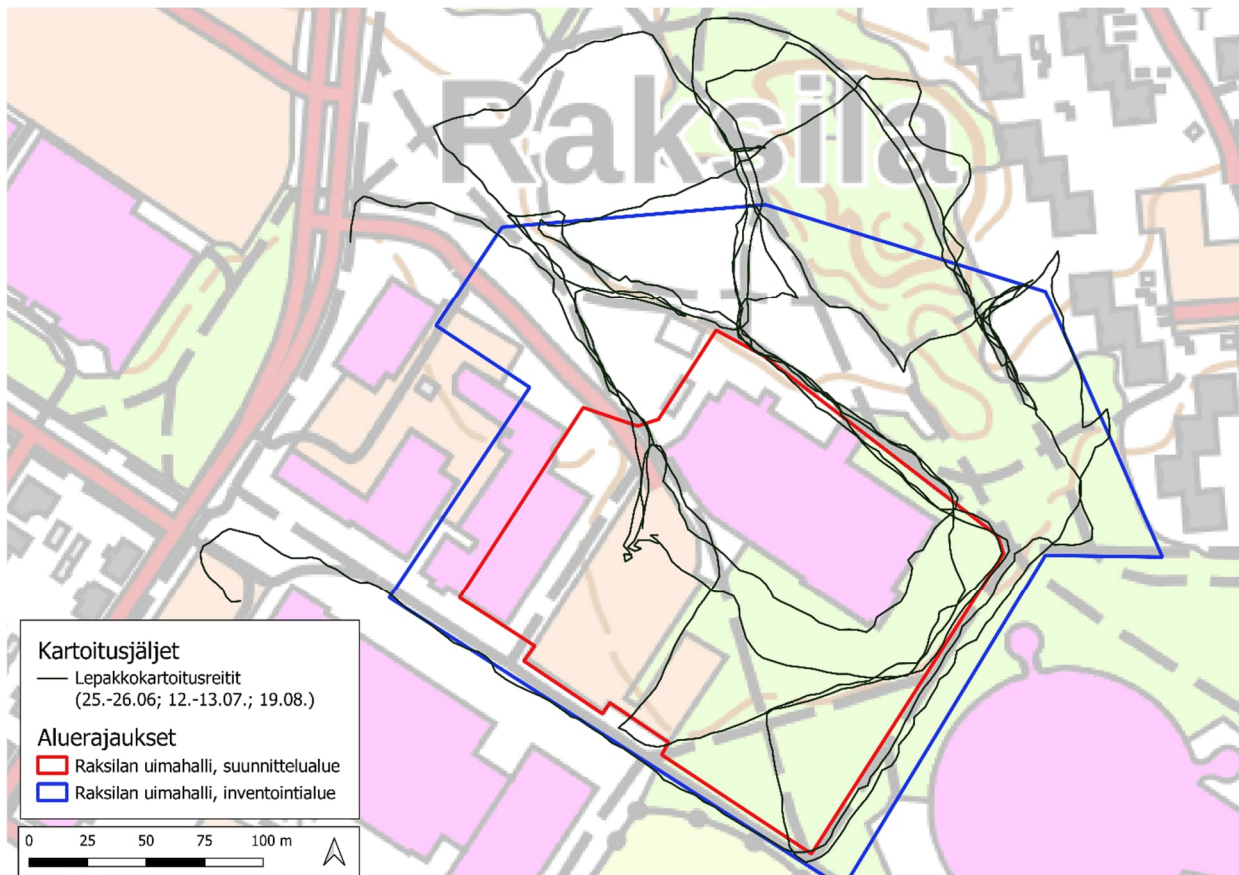 Raksila
Kartoitusjäljet
Lepakkokartoitusreitit
(25.-26.06; 12.-13.07.; 19.08.)
Aluerajaukset
Raksilan uimahalli, suunnittelualue
Raksilan uimahalli, inventointialue
0 25 50 75 100 m